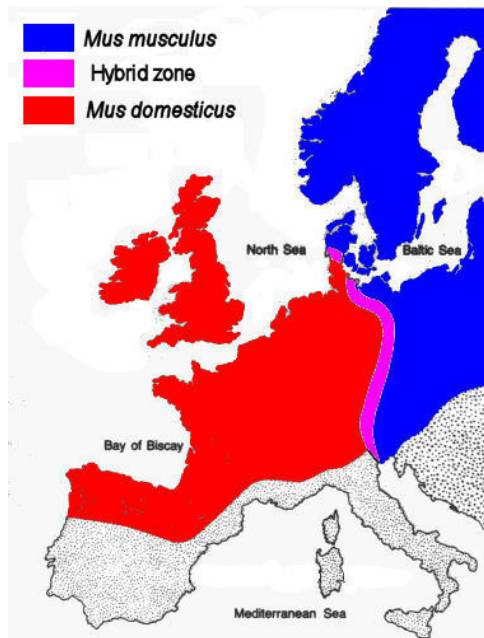 Mus musculus
Hybrid zone
Mus domesticus
North Sea
Baltic Sea
Bay of Biscay
Mediterranean Sea